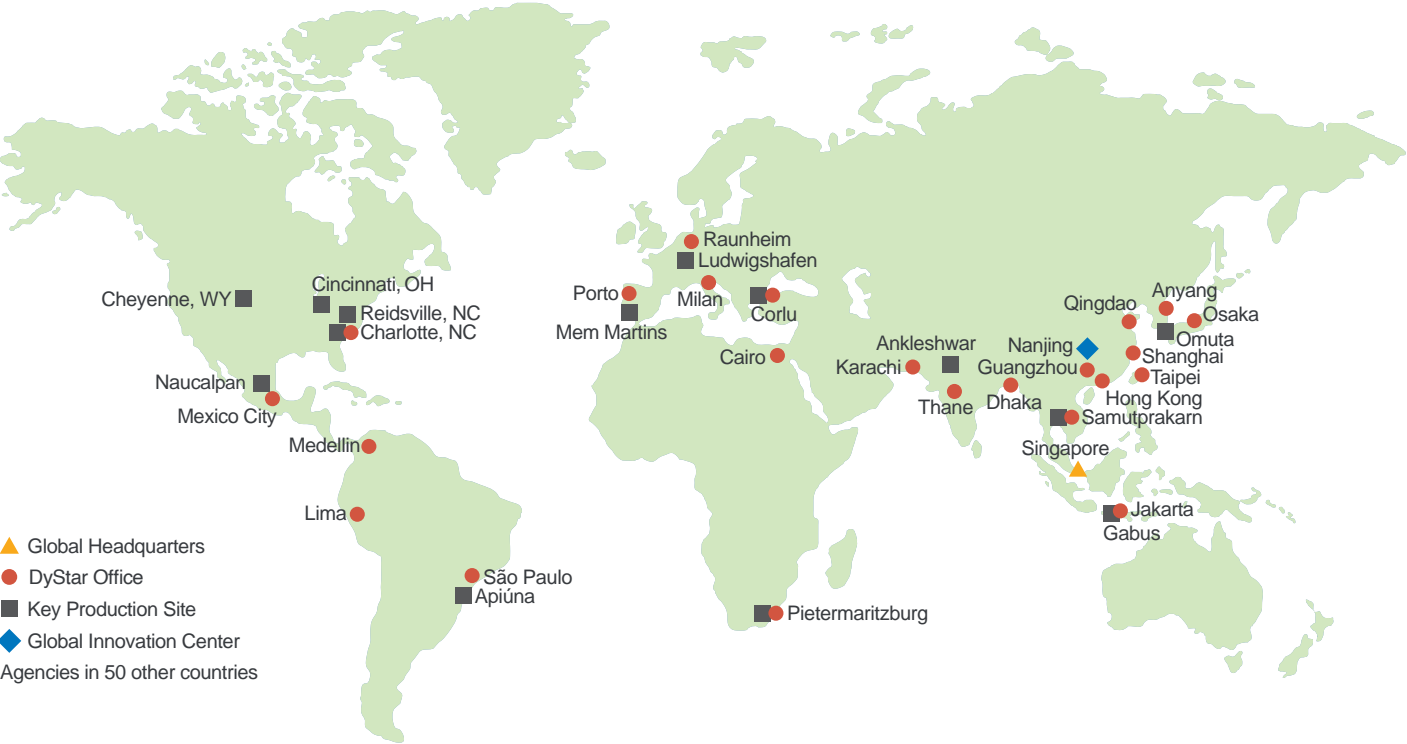 Raunheim
Ludwigshafen
Cincinnati, OH
Cheyenne, WY
Porto
Milan
Anyang
Qingdao
Reidsville, NC
Corlu
Osaka
Charlotte, NC
Mem Martins
Omuta
Ankleshwar
Nanjing
Cairo
Shanghai
Karachi
Guangzhou
Taipei
Naucalpan
Hong Kong
Thane
Dhaka
Mexico City
Samutprakarn
Medellin
Singapore
Lima
Jakarta
Gabus
Global Headquarters
DyStar Office
São Paulo
Apiúna
Key Production Site
Pietermaritzburg
Global Innovation Center
Agencies in 50 other countries